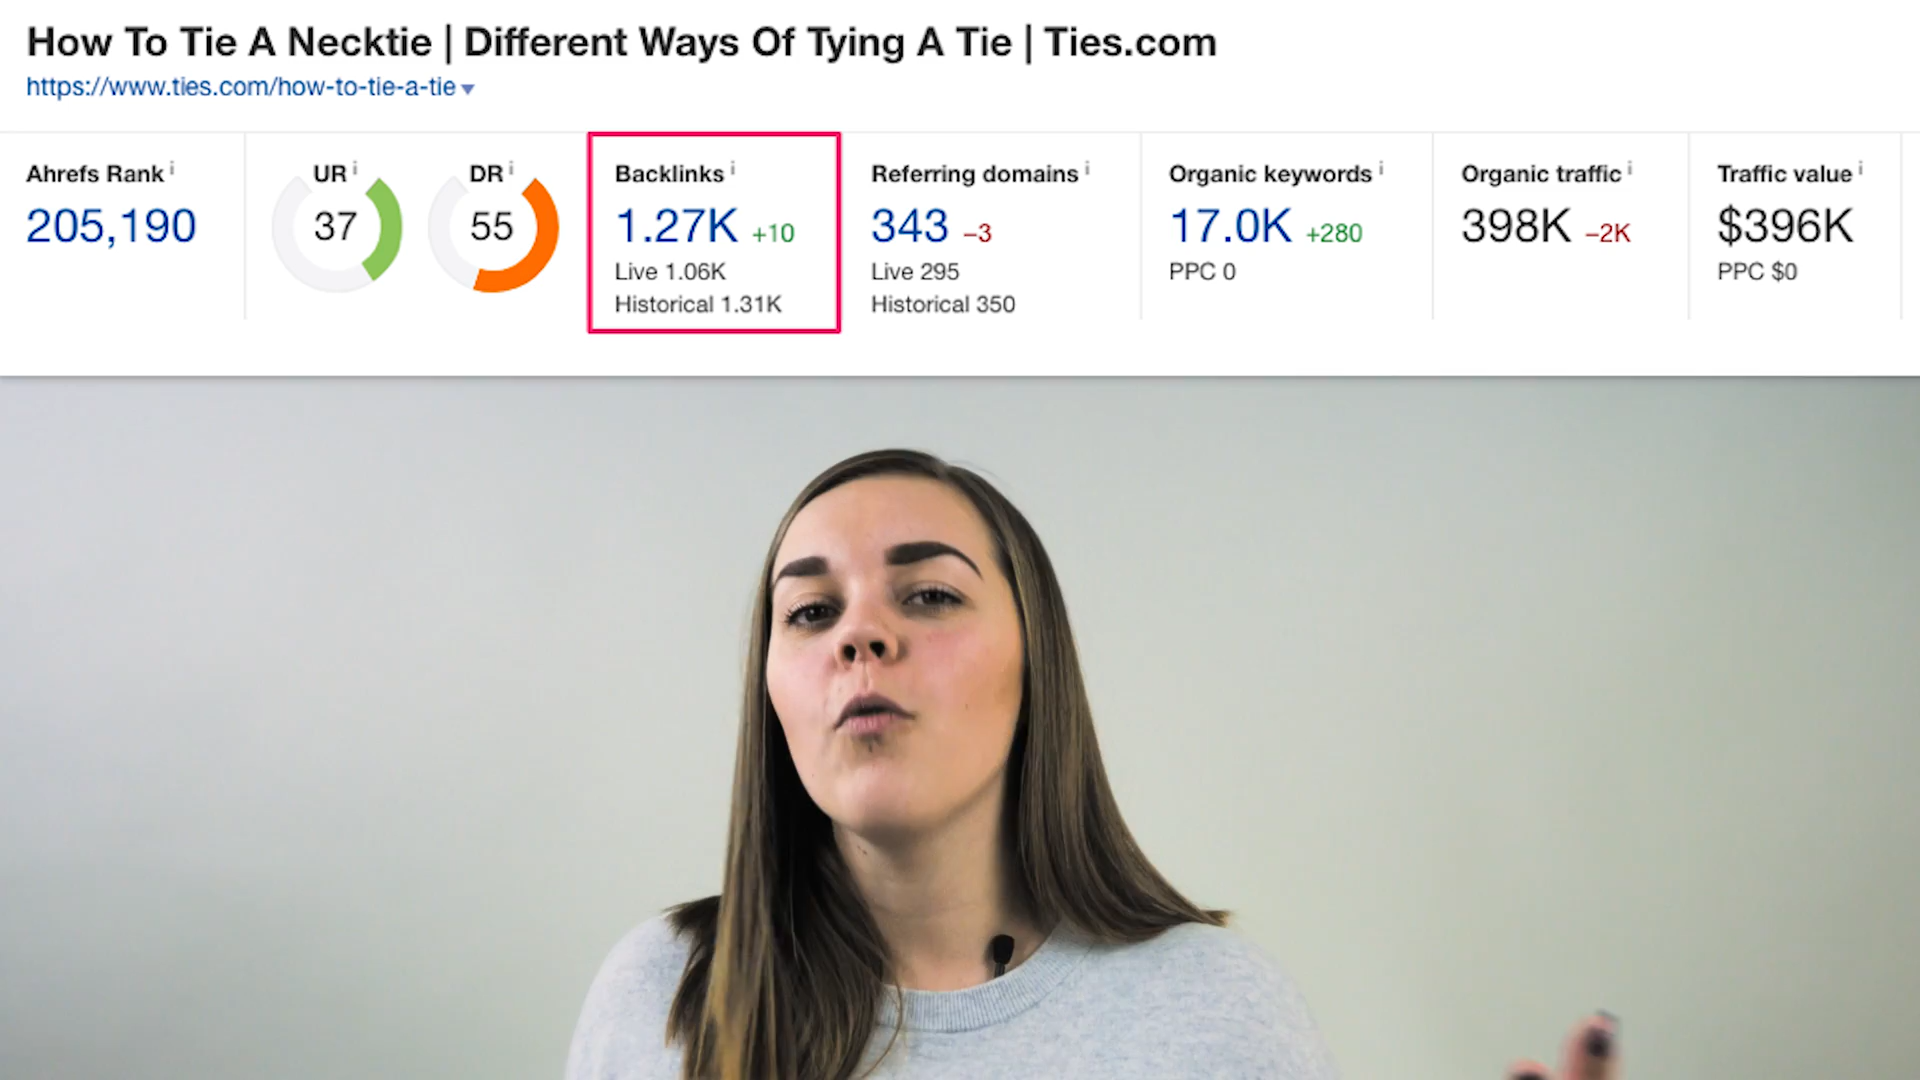 How To Tie A Necktie | Different Ways Of Tying A Tie | Ties.com
https://www.ties.com/how-to-tie-a-tie
Ahrefs Rank i
205,190
UR i
37
DR i
55
Backlinks i
1.27K +10
Live 1.06K
Historical 1.31K
Referring domains i
343 –3
Live 295
Historical 350
Organic keywords i
17.0K +280
PPC 0
Organic traffic i
398K –2K
Traffic value i
$396K
PPC $0